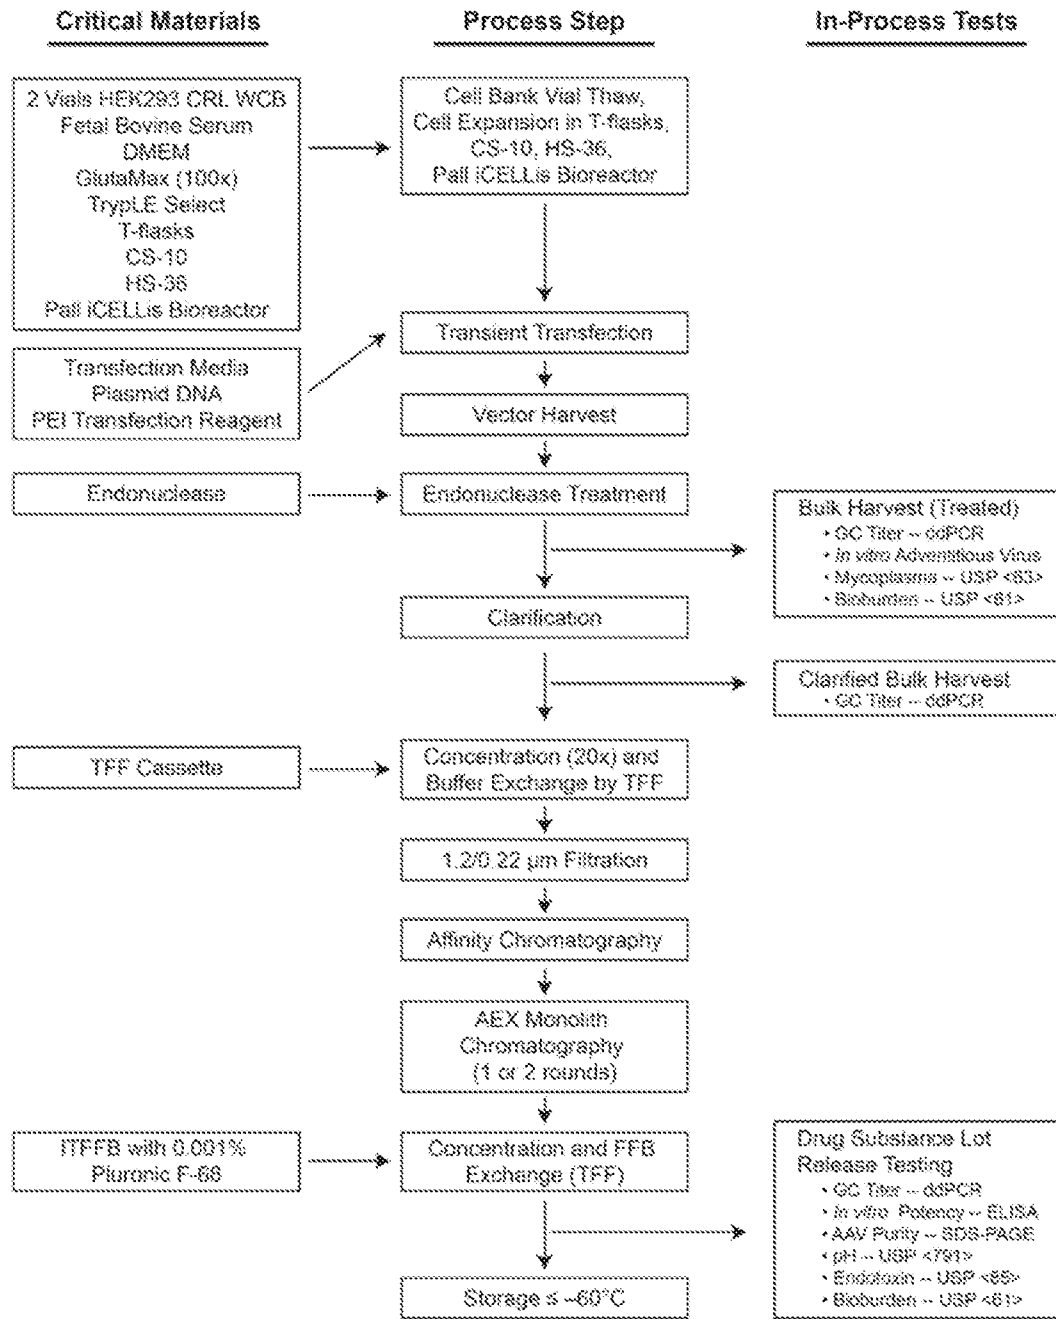 Critical Materials
Process Step
In-Process Tests
2 Vials HEK293 CRL WCB
Fetal Bovine Serum
DMEM
GlutaMax (100x)
TrypLE Select
T-flasks
CS-10
HS-36
Pall iCELLis Bioreactor
Cell Bank Vial Thaw,
Cell Expansion in T-flasks,
CS-10, HS-36,
Pall iCELLis Bioreactor
Transfection Media
Plasmid DNA
PEI Transfection Reagent
Transient Transfection
Vector Harvest
Endonuclease
Endonuclease Treatment
Bulk Harvest (Treated)
• GC Titer -- ddPCR
• In vitro Adventitious Virus
• Mycoplasma -- USP <63>
• Bioburden -- USP <61>
Clarification
Clarified Bulk Harvest
• GC Titer -- ddPCR
TFF Cassette
Concentration (20x) and
Buffer Exchange by TFF
1.2/0.22 µm Filtration
Affinity Chromatography
AEX Monolith
Chromatography
(1 or 2 rounds)
ITFFB with 0.001%
Pluronic F-68
Concentration and FFB
Exchange (TFF)
Drug Substance Lot
Release Testing
• GC Titer -- ddPCR
• In vitro Potency -- ELISA
• AAV Purity -- SDS-PAGE
• pH -- USP <791>
• Endotoxin -- USP <85>
• Bioburden -- USP <61>
Storage ≤ –60°C